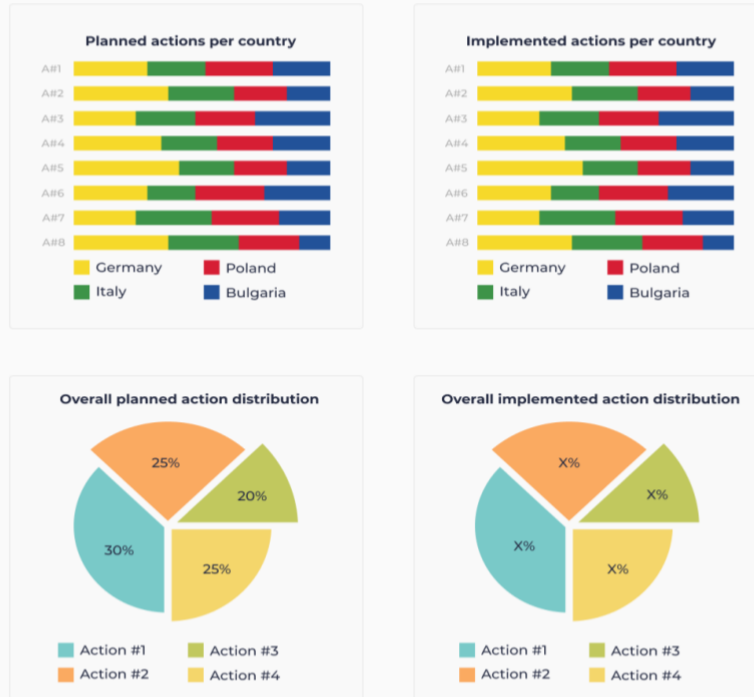 Planned actions per country
A#1
A#2
A#3
A#4
A#5
A#6
A#7
A#8
Germany Poland
Italy Bulgaria
Implemented actions per country
A#1
A#2
A#3
A#4
A#5
A#6
A#7
A#8
Germany Poland
Italy Bulgaria
Overall planned action distribution
25%
20%
30%
25%
Action #1 Action #3
Action #2 Action #4
Overall implemented action distribution
X%
X%
X%
X%
Action #1 Action #3
Action #2 Action #4